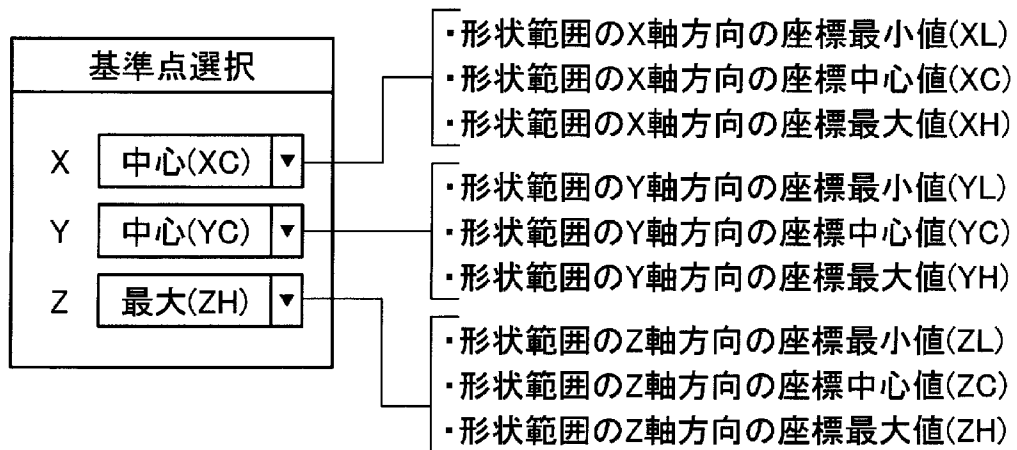 基準点選択
X 中心(XC) ▼
Y 中心(YC) ▼
Z 最大(ZH) ▼
・形状範囲のX軸方向の座標最小値(XL)
・形状範囲のX軸方向の座標中心値(XC)
・形状範囲のX軸方向の座標最大値(XH)
・形状範囲のY軸方向の座標最小値(YL)
・形状範囲のY軸方向の座標中心値(YC)
・形状範囲のY軸方向の座標最大値(YH)
・形状範囲のZ軸方向の座標最小値(ZL)
・形状範囲のZ軸方向の座標中心値(ZC)
・形状範囲のZ軸方向の座標最大値(ZH)